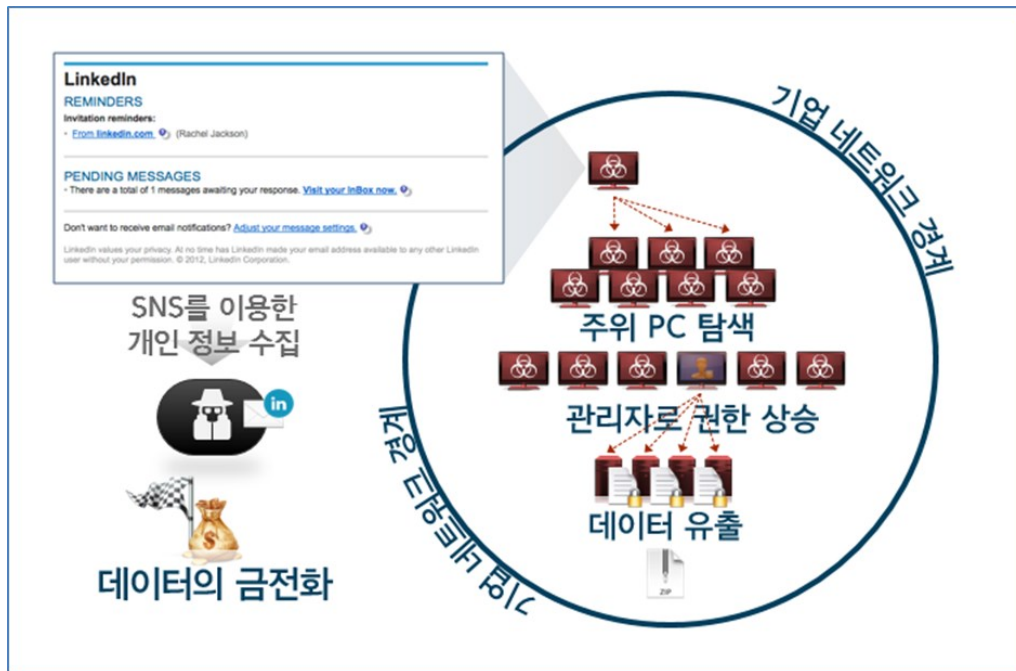 LinkedIn
REMINDERS
Invitation reminders:
· From linkedin.com (Rachel Jackson)
PENDING MESSAGES
· There are a total of 1 messages awaiting your response. Visit your InBox now.
Don't want to receive email notifications? Adjust your message settings.
LinkedIn values your privacy. At no time has LinkedIn made your email address available to any other LinkedIn
user without your permission. © 2012, LinkedIn Corporation.
SNS를 이용한
개인 정보 수집
in
$
데이터의 금전화
기업 네트워크 경계
주위 PC 탐색
관리자로 권한 상승
데이터 유출
ZIP
기업 네트워크 경계